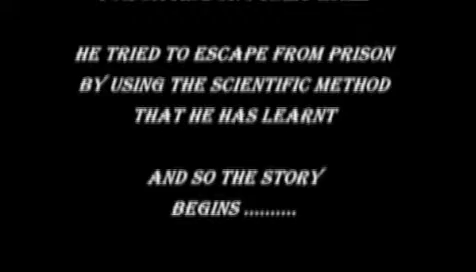 HE TRIED TO ESCAPE FROM PRISON
BY USING THE SCIENTIFIC METHOD
THAT HE HAS LEARNT
AND SO THE STORY
BEGINS ..........